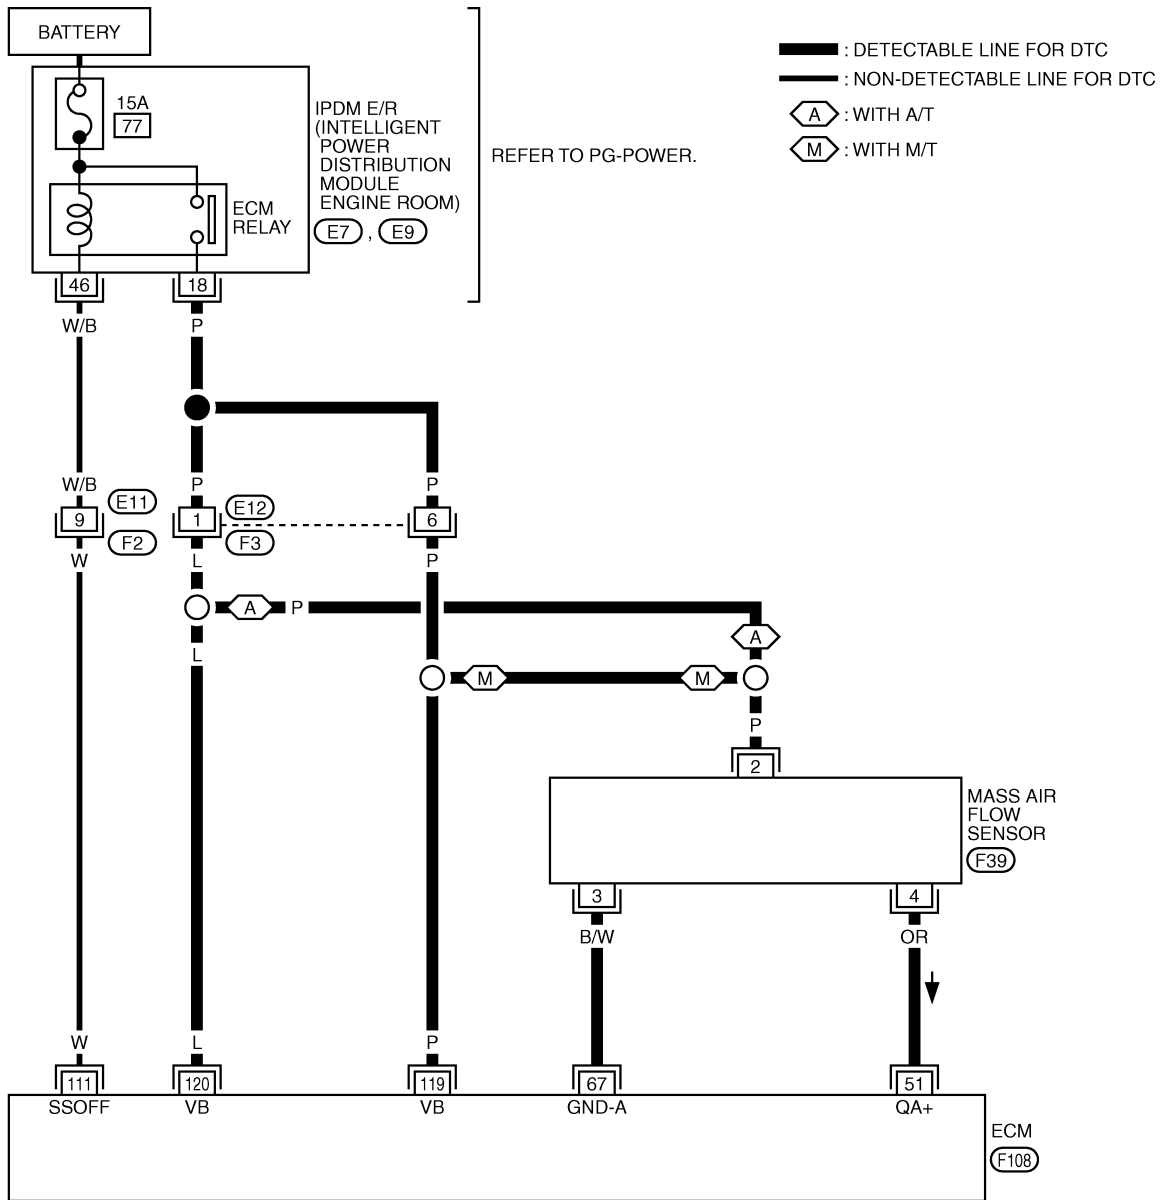 BATTERY
: DETECTABLE LINE FOR DTC
: NON-DETECTABLE LINE FOR DTC
A : WITH A/T
M : WITH M/T
15A
77
IPDM E/R
(INTELLIGENT
POWER
DISTRIBUTION
MODULE
ENGINE ROOM)
E7 , E9
REFER TO PG-POWER.
ECM
RELAY
46
18
W/B
P
W/B
P
P
9
E11
F2
1
E12
F3
6
W
L
P
A
P
A
L
M
M
P
2
MASS AIR
FLOW
SENSOR
F39
3
4
B/W
OR
W
L
P
111
120
119
67
51
SSOFF
VB
VB
GND-A
QA+
ECM
F108